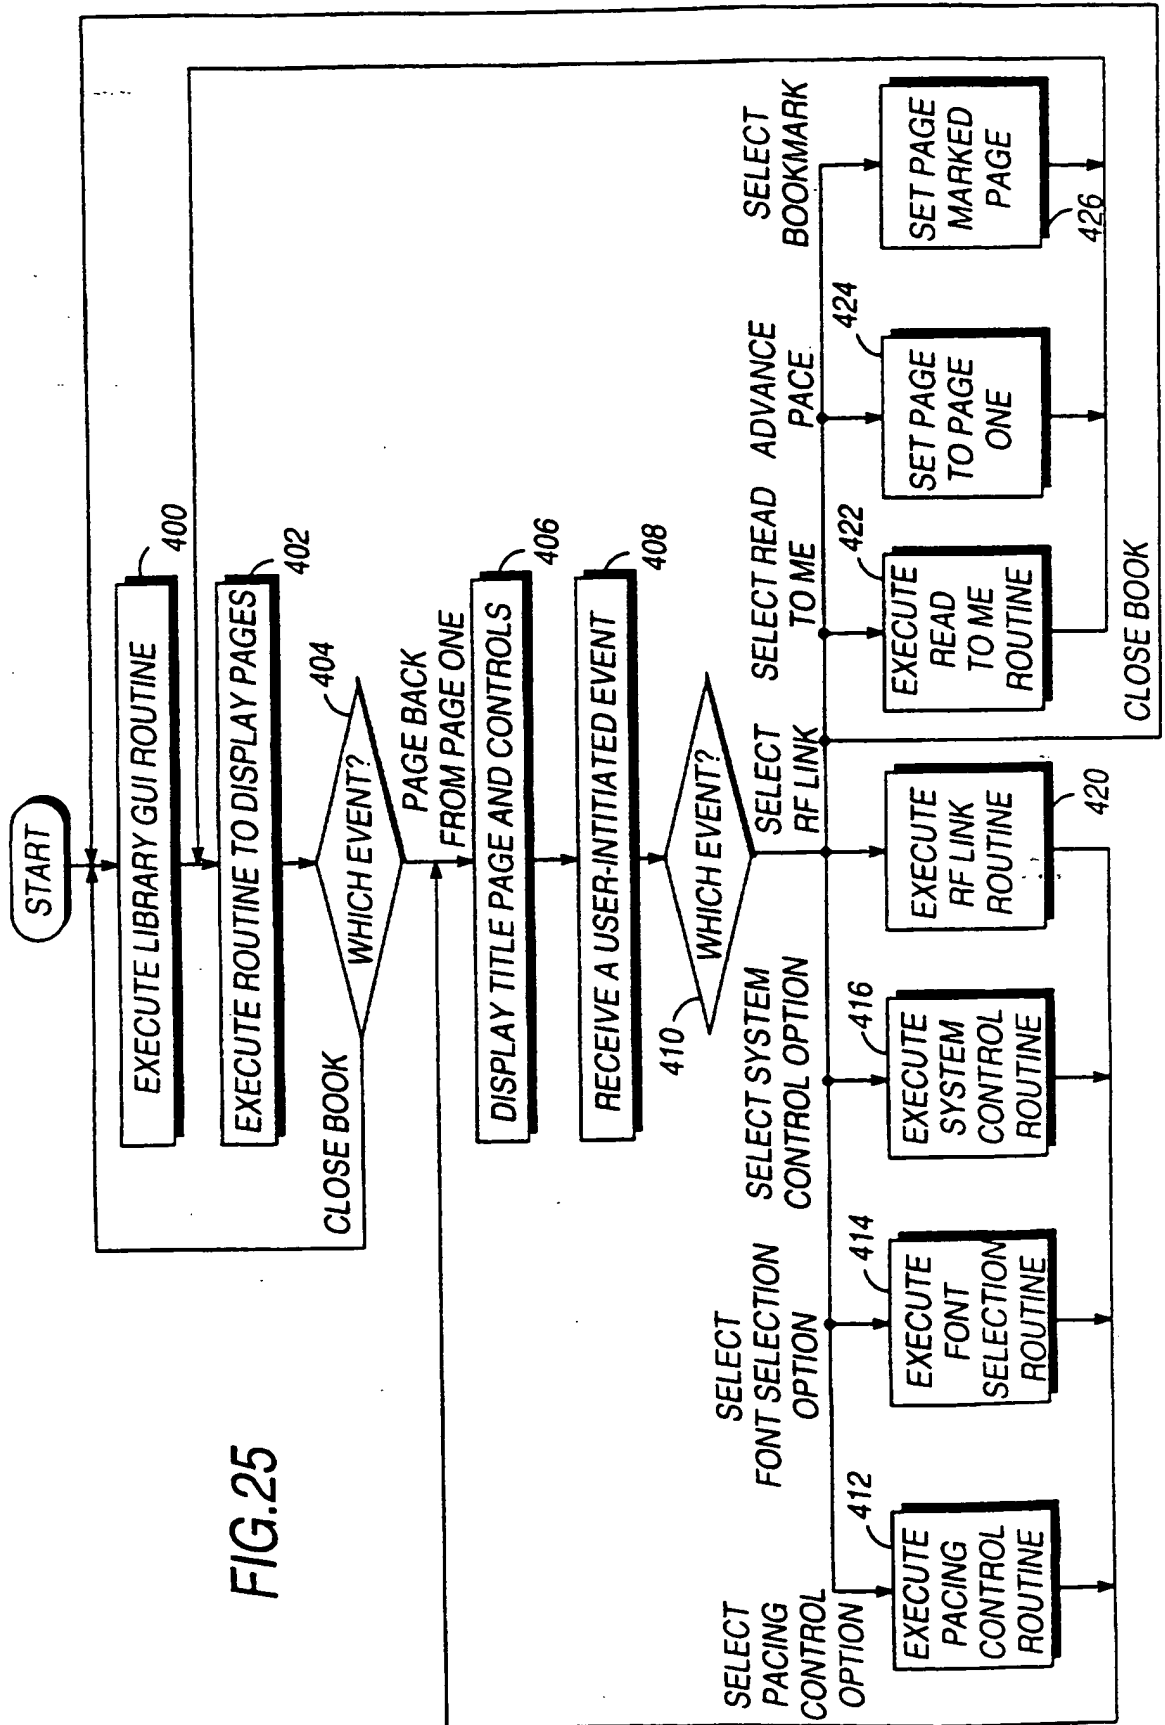 FIG.25
START
EXECUTE LIBRARY GUI ROUTINE
400
EXECUTE ROUTINE TO DISPLAY PAGES
402
WHICH EVENT?
404
CLOSE BOOK
PAGE BACK
FROM PAGE ONE
DISPLAY TITLE PAGE AND CONTROLS
406
RECEIVE A USER-INTITIATED EVENT
408
WHICH EVENT?
410
SELECT
PACING
CONTROL
OPTION
SELECT
FONT SELECTION
OPTION
SELECT SYSTEM
CONTROL OPTION
SELECT
RF LINK
SELECT READ
TO ME
ADVANCE
PACE
SELECT
BOOKMARK
412
EXECUTE
PACING
CONTROL
ROUTINE
414
EXECUTE
FONT
SELECTION
ROUTINE
416
EXECUTE
SYSTEM
CONTROL
ROUTINE
EXECUTE
RF LINK
ROUTINE
420
422
EXECUTE
READ
TO ME
ROUTINE
424
SET PAGE
TO PAGE
ONE
SET PAGE
MARKED
PAGE
426
CLOSE BOOK